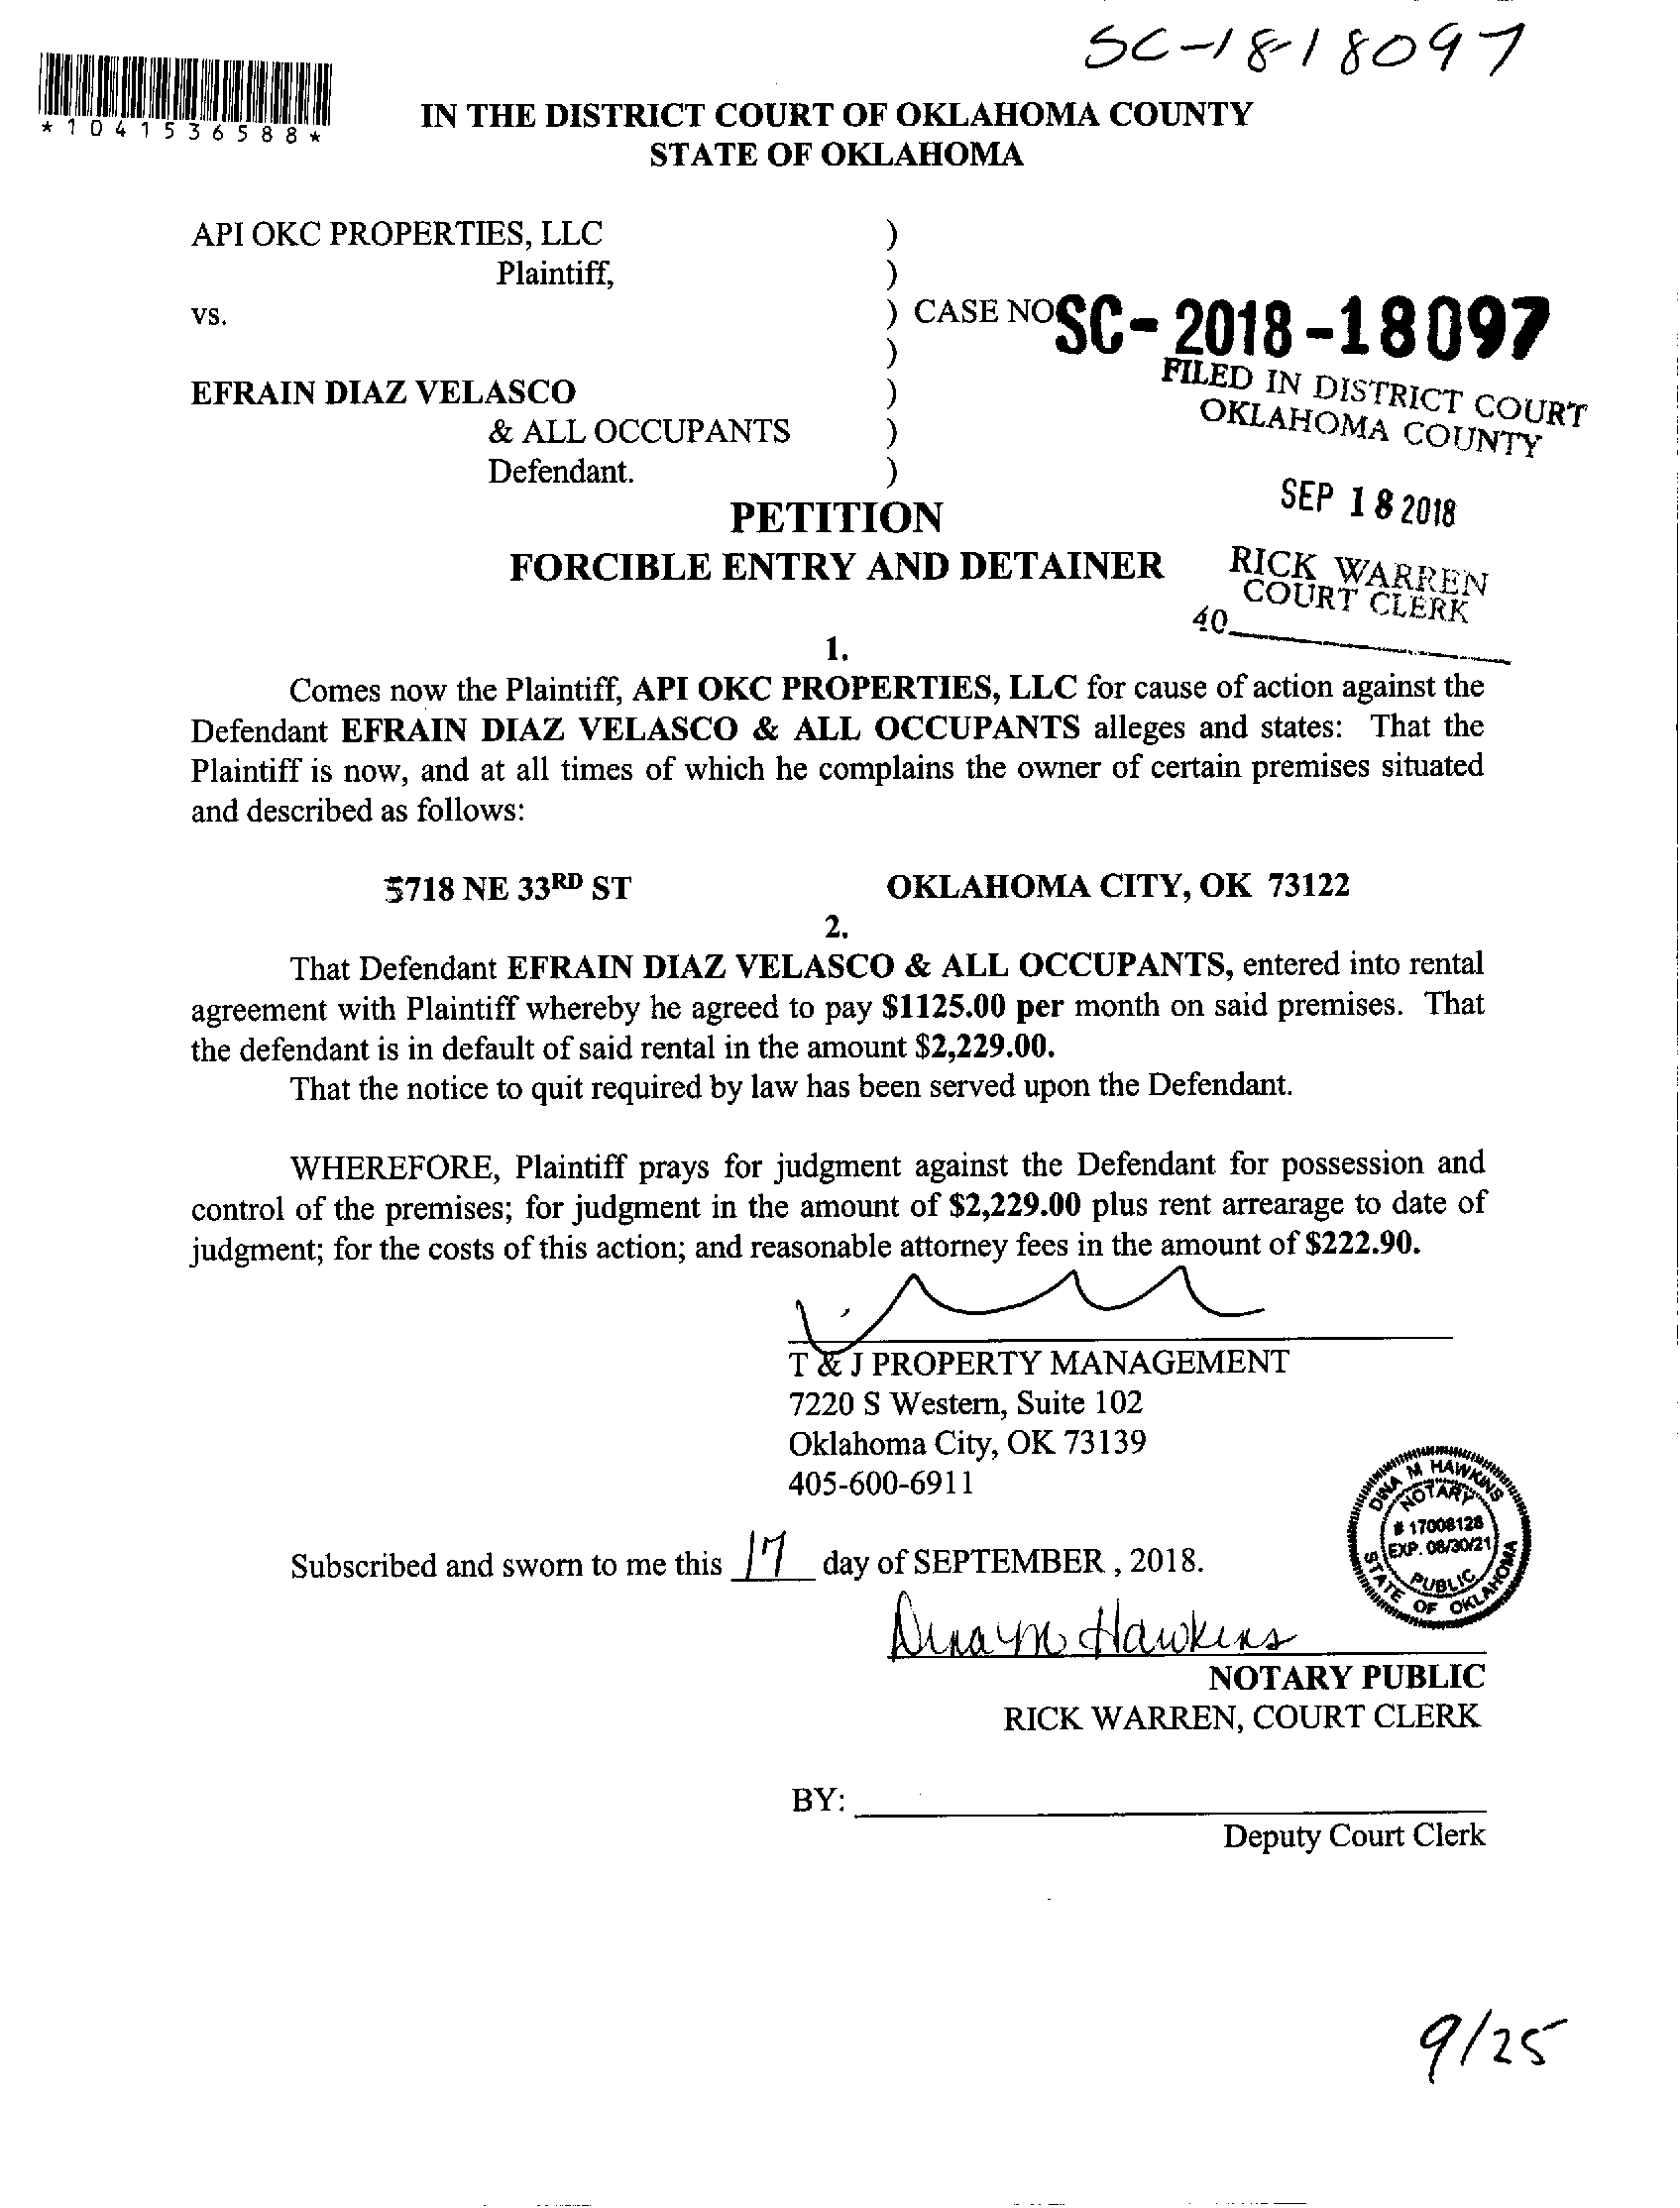 SC-18-18097
*1041536588*
IN THE DISTRICT COURT OF OKLAHOMA COUNTY
STATE OF OKLAHOMA
API OKC PROPERTIES, LLC )
Plaintiff, )
vs. ) CASE NO SC-2018-18097
)
FILED IN DISTRICT COURT
OKLAHOMA COUNTY
EFRAIN DIAZ VELASCO )
& ALL OCCUPANTS )
Defendant. )
SEP 18 2018
PETITION
FORCIBLE ENTRY AND DETAINER
RICK WARREN
COURT CLERK
40
1.
Comes now the Plaintiff, API OKC PROPERTIES, LLC for cause of action against the
Defendant EFRAIN DIAZ VELASCO & ALL OCCUPANTS alleges and states: That the
Plaintiff is now, and at all times of which he complains the owner of certain premises situated
and described as follows:
5718 NE 33RD ST OKLAHOMA CITY, OK 73122
2.
That Defendant EFRAIN DIAZ VELASCO & ALL OCCUPANTS, entered into rental
agreement with Plaintiff whereby he agreed to pay $1125.00 per month on said premises. That
the defendant is in default of said rental in the amount $2,229.00.
That the notice to quit required by law has been served upon the Defendant.
WHEREFORE, Plaintiff prays for judgment against the Defendant for possession and
control of the premises; for judgment in the amount of $2,229.00 plus rent arrearage to date of
judgment; for the costs of this action; and reasonable attorney fees in the amount of $222.90.
T & J PROPERTY MANAGEMENT
7220 S Western, Suite 102
Oklahoma City, OK 73139
405-600-6911
DINA M HAWKINS
NOTARY
# 17008128
EXP. 08/30/21
PUBLIC
STATE OF OKLAHOMA
Subscribed and sworn to me this 17 day of SEPTEMBER , 2018.
Dina M Hawkins
NOTARY PUBLIC
RICK WARREN, COURT CLERK
BY:
Deputy Court Clerk
9/25